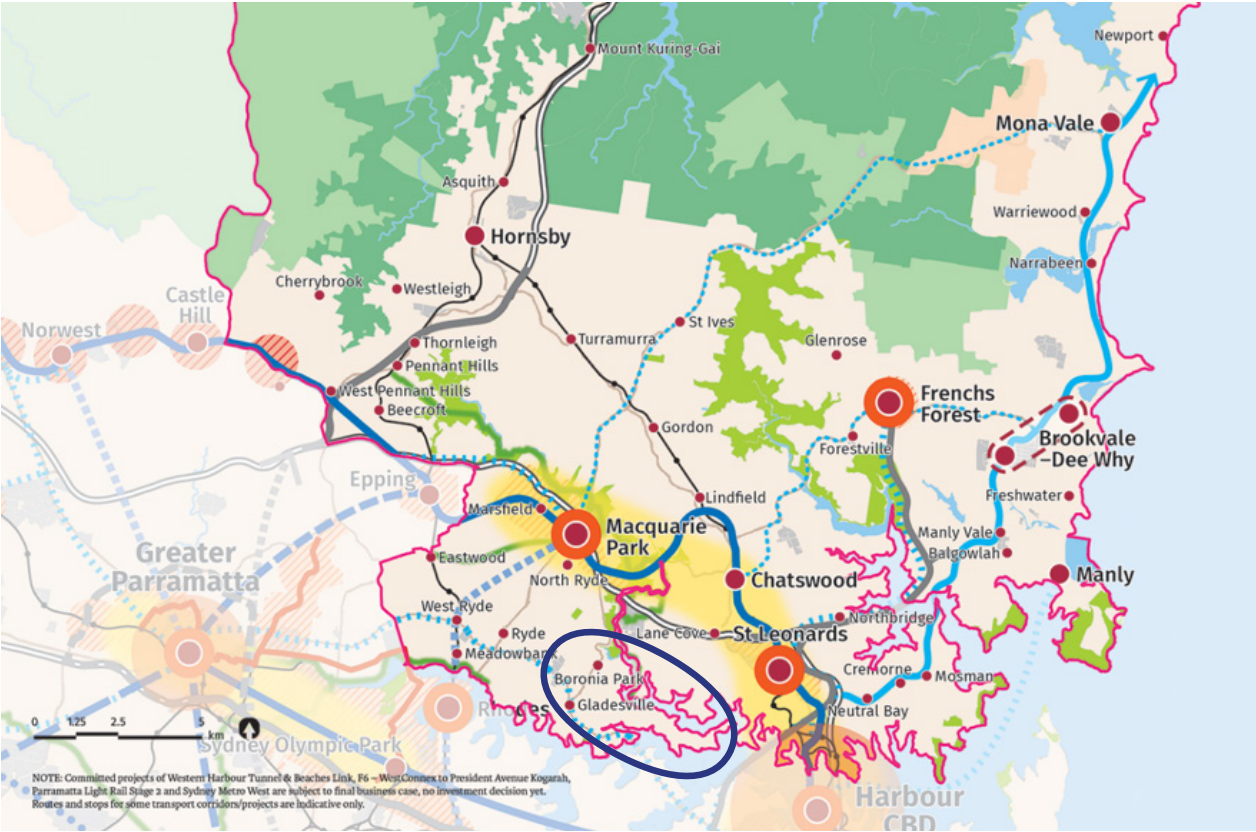 Newport
Mount Kuring-Gai
Mona Vale
Asquith
Warriewood
Hornsby
Narrabeen
Cherrybrook
Westleigh
Castle
Hill
Norwest
St Ives
Turramurra
Glenrose
Thornleigh
Pennant Hills
West Pennant Hills
Beecroft
Frenchs
Forest
Gordon
Forestville
Brookvale
–Dee Why
Epping
Lindfield
Freshwater
Marsfield
Macquarie
Park
Manly Vale
Balgowlah
Greater
Parramatta
Eastwood
North Ryde
Chatswood
Manly
West Ryde
Northbridge
Ryde
Lane Cove
St Leonards
Meadowbank
Boronia Park
Cremorne
Mosman
Gladesville
Rhodes
Neutral Bay
0 1.25 2.5 5
km
Sydney Olympic Park
NOTE: Committed projects of Western Harbour Tunnel & Beaches Link, F6 – WestConnex to President Avenue Kogarah,
Parramatta Light Rail Stage 2 and Sydney Metro West are subject to final business case, no investment decision yet.
Routes and stops for some transport corridors/projects are indicative only.
Harbour
CBD